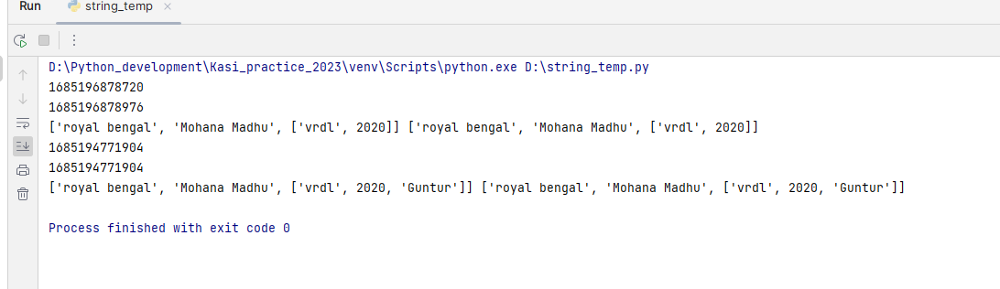 Run string_temp
D:\Python_development\Kasi_practice_2023\venv\Scripts\python.exe D:\string_temp.py
1685196878720
1685196878976
['royal bengal', 'Mohana Madhu', ['vrdl', 2020]] ['royal bengal', 'Mohana Madhu', ['vrdl', 2020]]
1685194771904
1685194771904
['royal bengal', 'Mohana Madhu', ['vrdl', 2020, 'Guntur']] ['royal bengal', 'Mohana Madhu', ['vrdl', 2020, 'Guntur']]
Process finished with exit code 0